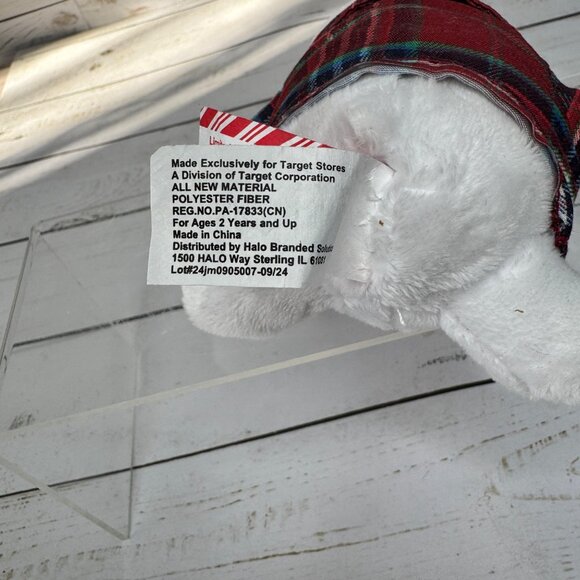 Made Exclusively for Target Stores
A Division of Target Corporation
ALL NEW MATERIAL
POLYESTER FIBER
REG.NO.PA-17833(CN)
For Ages 2 Years and Up
Made in China
Distributed by Halo Branded
1500 HALO Way Sterling IL
Lot#24jm0905007-09/24